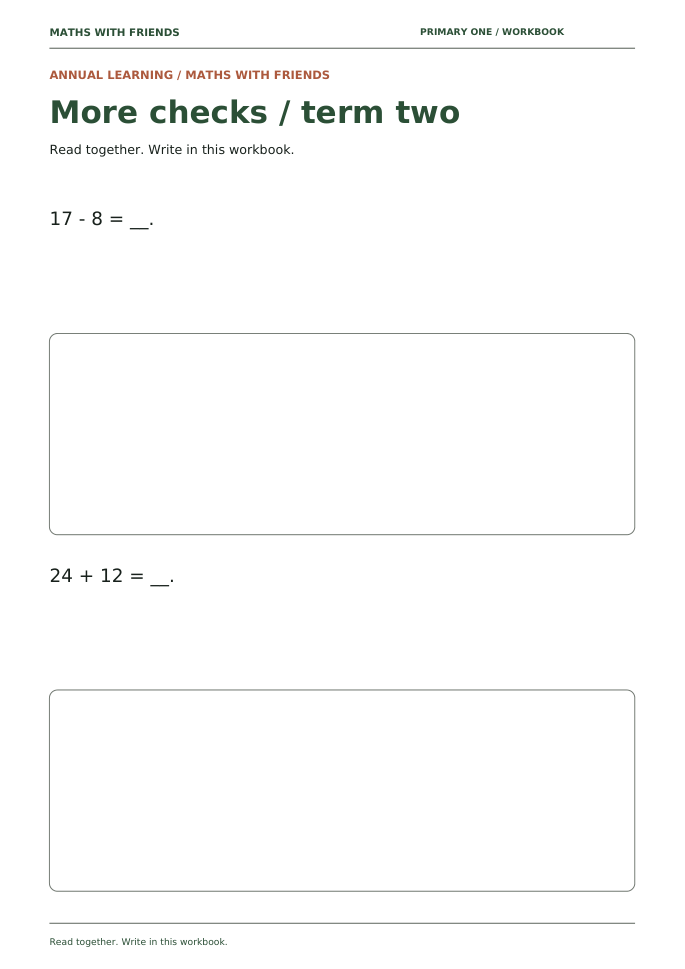 MATHS WITH FRIENDS
PRIMARY ONE / WORKBOOK
ANNUAL LEARNING / MATHS WITH FRIENDS
More checks / term two
Read together. Write in this workbook.
17 - 8 = __.
24 + 12 = __.
Read together. Write in this workbook.